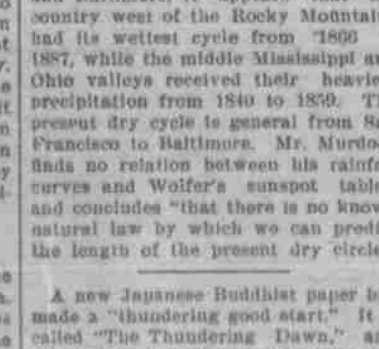 country west of the Rocky Mountai
had its wettest cycle from 1866
1887, while the middle Mississippi a
Ohio valleys received their heavie
precipitation from 1840 to 1859. T
present dry cycle is general from Sa
Francisco to Baltimore. Mr. Murdo
finds no relation between his rainf
curves and Wolfer's sunspot table
and concludes "that there is no know
natural law by which we can predi
the length of the present dry circle
A new Japanese Buddhist paper h
made a "thundering good start." It
called "The Thundering Dawn," a